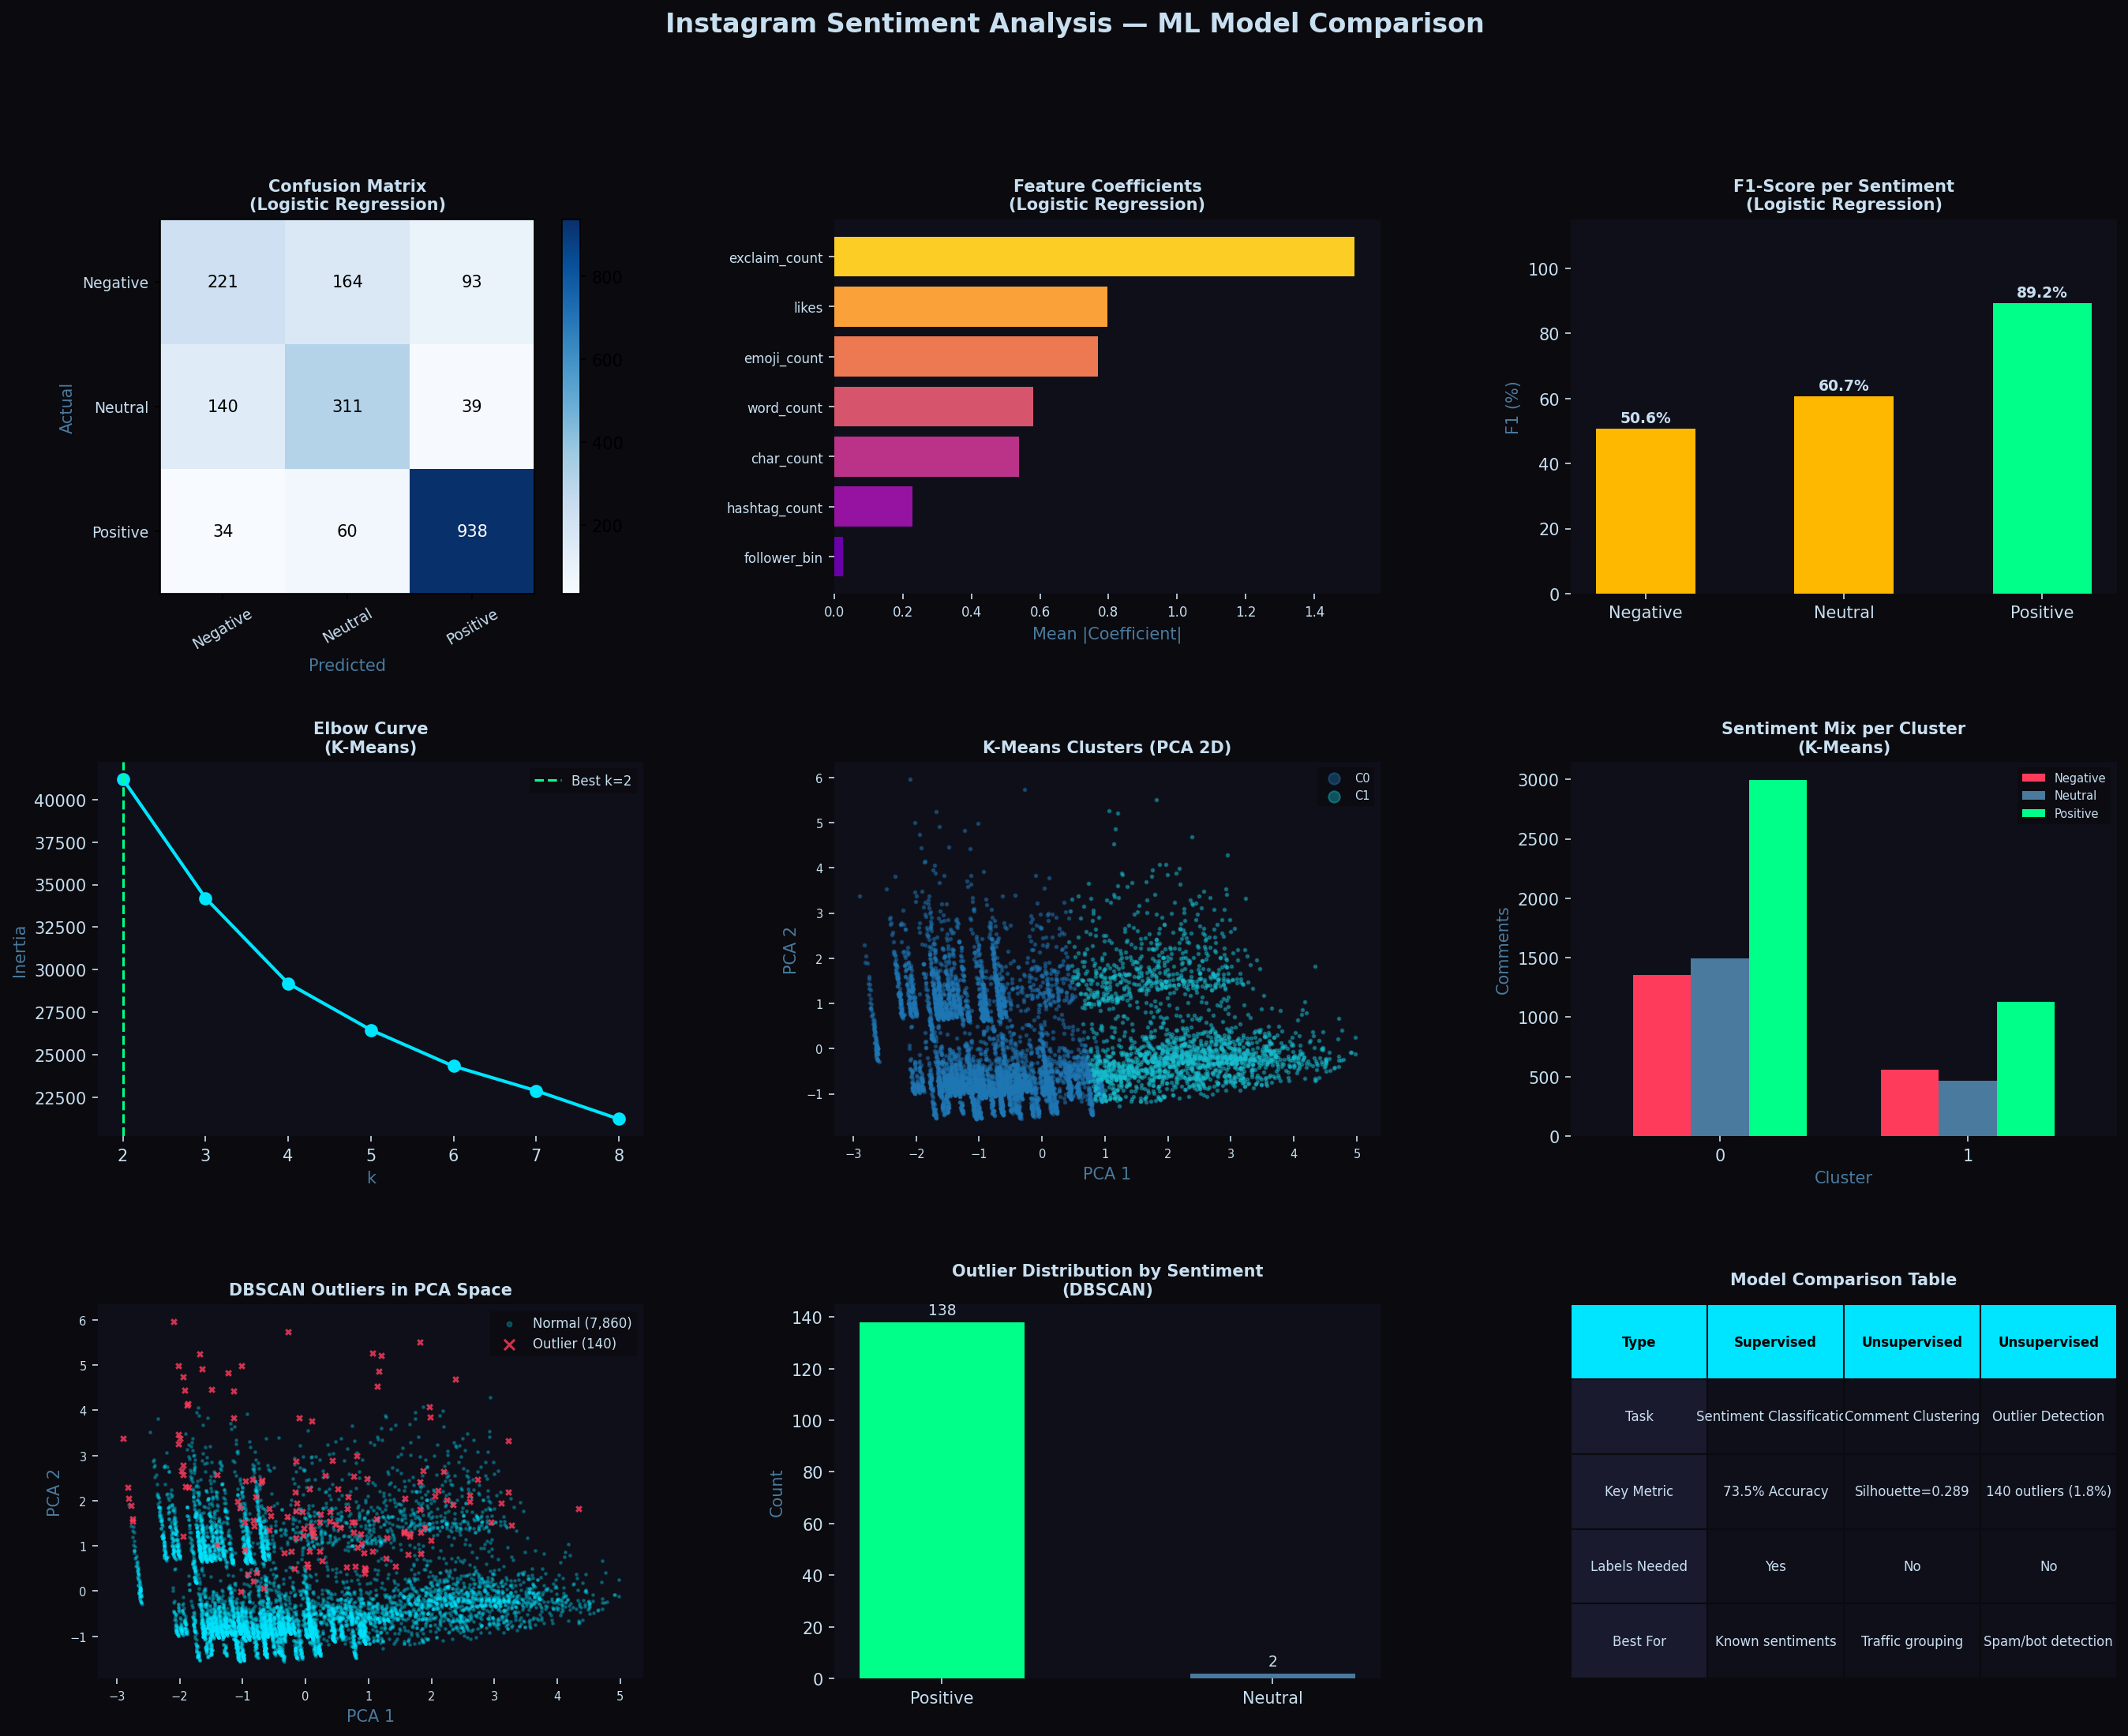 Instagram Sentiment Analysis — ML Model Comparison
Confusion Matrix
(Logistic Regression)
Actual
Negative
221 164 93
Neutral
140 311 39
Positive
34 60 938
800
600
400
200
Negative Neutral Positive
Predicted
Feature Coefficients
(Logistic Regression)
exclaim_count
likes
emoji_count
word_count
char_count
hashtag_count
follower_bin
0.0 0.2 0.4 0.6 0.8 1.0 1.2 1.4
Mean |Coefficient|
F1-Score per Sentiment
(Logistic Regression)
F1 (%)
100
80
60
40
20
0
50.6%
60.7%
89.2%
Negative Neutral Positive
Elbow Curve
(K-Means)
Best k=2
Inertia
40000
37500
35000
32500
30000
27500
25000
22500
2 3 4 5 6 7 8
k
K-Means Clusters (PCA 2D)
C0
C1
PCA 2
6
5
4
3
2
1
0
−1
−3 −2 −1 0 1 2 3 4 5
PCA 1
Sentiment Mix per Cluster
(K-Means)
Negative
Neutral
Positive
Comments
3000
2500
2000
1500
1000
500
0
0 1
Cluster
DBSCAN Outliers in PCA Space
Normal (7,860)
Outlier (140)
PCA 2
6
5
4
3
2
1
0
−1
−3 −2 −1 0 1 2 3 4 5
PCA 1
Outlier Distribution by Sentiment
(DBSCAN)
Count
140
120
100
80
60
40
20
0
138
2
Positive Neutral
Model Comparison Table
Type Supervised Unsupervised Unsupervised
Task Sentiment Classificatio Comment Clustering Outlier Detection
Key Metric 73.5% Accuracy Silhouette=0.289 140 outliers (1.8%)
Labels Needed Yes No No
Best For Known sentiments Traffic grouping Spam/bot detection